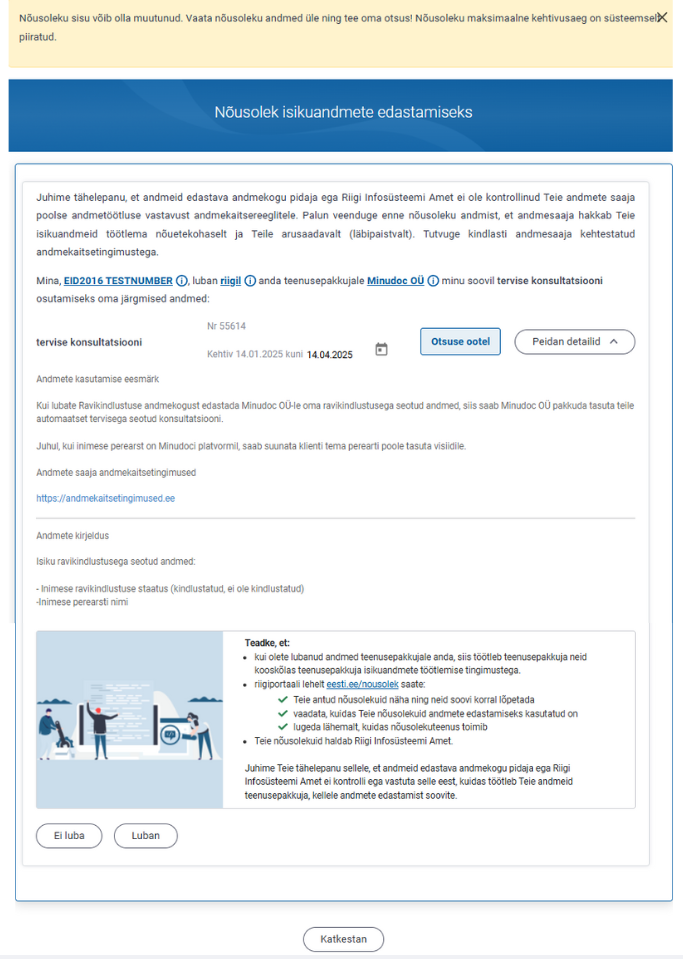 Nõusoleku sisu võib olla muutunud. Vaata nõusoleku andmed üle ning tee oma otsus! Nõusoleku maksimaalne kehtivusaeg on süsteemselt
piiratud.
Nõusolek isikuandmete edastamiseks
Juhime tähelepanu, et andmeid edastava andmekogu pidaja ega Riigi Infosüsteemi Amet ei ole kontrollinud Teie andmete saaja
poolse andmetöötluse vastavust andmekaitsereeglitele. Palun veenduge enne nõusoleku andmist, et andmesaaja hakkab Teie
isikuandmeid töötlema nõuetekohaselt ja Teile arusaadavalt (läbipaistvalt). Tutvuge kindlasti andmesaaja kehtestatud
andmekaitsetingimustega.
Mina, EID2016 TESTNUMBER, luban riigil anda teenusepakkujale Minudoc OÜ minu soovil tervise konsultatsiooni
osutamiseks oma järgmised andmed:
tervise konsultatsiooni
Nr 55614
Kehtiv 14.01.2025 kuni 14.04.2025
Otsuse ootel
Peidan detailid
Andmete kasutamise eesmärk
Kui lubate Ravikindlustuse andmekogust edastada Minudoc OÜ-le oma ravikindlustusega seotud andmed, siis saab Minudoc OÜ pakkuda tasuta teile
automaatset tervisega seotud konsultatsiooni.
Juhul, kui inimese perearst on Minudoci platvormil, saab suunata klienti tema perearti poole tasuta visiidile.
Andmete saaja andmekaitsetingimused
https://andmekaitsetingimused.ee
Andmete kirjeldus
Isiku ravikindlustusega seotud andmed:
- Inimese ravikindlustuse staatus (kindlustatud, ei ole kindlustatud)
-Inimese perearsti nimi
Teadke, et:
• kui olete lubanud andmed teenusepakkujale anda, siis töötleb teenusepakkuja neid
kooskõlas teenusepakkuja isikuandmete töötlemise tingimustega.
• riigiportaali lehelt eesti.ee/nousolek saate:
✓ Teie antud nõusolekuid näha ning neid soovi korral lõpetada
✓ vaadata, kuidas Teie nõusolekuid andmete edastamiseks kasutatud on
✓ lugeda lähemalt, kuidas nõusolekuteenus toimib
• Teie nõusolekuid haldab Riigi Infosüsteemi Amet.
Juhime Teie tähelepanu sellele, et andmeid edastava andmekogu pidaja ega Riigi
Infosüsteemi Amet ei kontrolli ega vastuta selle eest, kuidas töötleb Teie andmeid
teenusepakkuja, kellele andmete edastamist soovite.
Ei luba
Luban
Katkestan